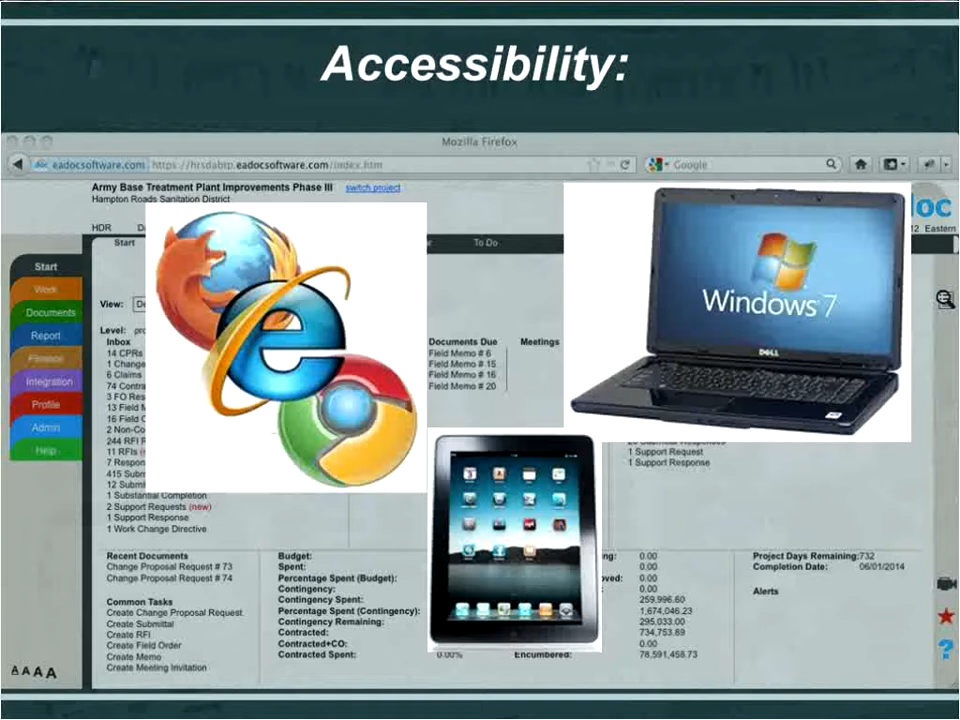 Accessibility:
Mozilla Firefox
eadocsoftware.com https://hrsdabtp.eadocsoftware.com/index.htm
Google
Army Base Treatment Plant Improvements Phase III switch project
Hampton Roads Sanitation District
oc
HDR
12 Eastern
Start
To Do
Start
Work
Documents
Report
Finance
Integration
Profile
Admin
Help
View:
Level:
Inbox
14 CPRs
1 Change
6 Claims
74 Contra
3 FO Res
13 Field M
16 Field
2 Non-Co
244 RFI
11 RFIs
7 Respon
415 Subm
12 Submi
1 Substantial Completion
2 Support Requests (new)
1 Support Response
1 Work Change Directive
Documents Due
Field Memo # 6
Field Memo # 15
Field Memo # 16
Field Memo # 20
Meetings
Windows 7
DELL
1 Support Request
1 Support Response
Recent Documents
Change Proposal Request # 73
Change Proposal Request # 74
Common Tasks
Create Change Proposal Request
Create Submittal
Create RFI
Create Field Order
Create Memo
Create Meeting Invitation
Budget:
Spent:
Percentage Spent (Budget):
Contingency:
Contingency Spent:
Percentage Spent (Contingency):
Contingency Remaining:
Contracted:
Contracted+CO:
Contracted Spent:
0.00%
ng: 0.00
0.00
oved: 0.00
0.00
259,996.60
1,674,046.23
295,033.00
734,753.89
0.00
Encumbered: 78,591,458.73
Project Days Remaining:732
Completion Date: 06/01/2014
Alerts
A A A A